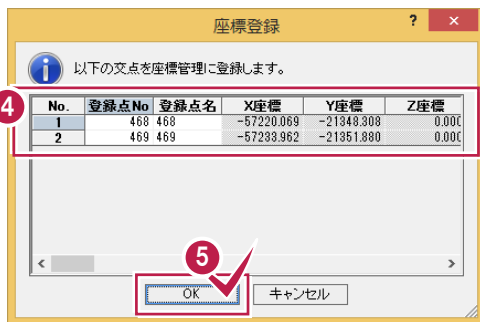 座標登録 ? ×
i 以下の交点を座標管理に登録します。
4
No. 登録点No 登録点名 X座標 Y座標 Z座標
1 468 468 -57220.069 -21348.308 0.000
2 469 469 -57233.962 -21351.880 0.000
< >
5
OK キャンセル